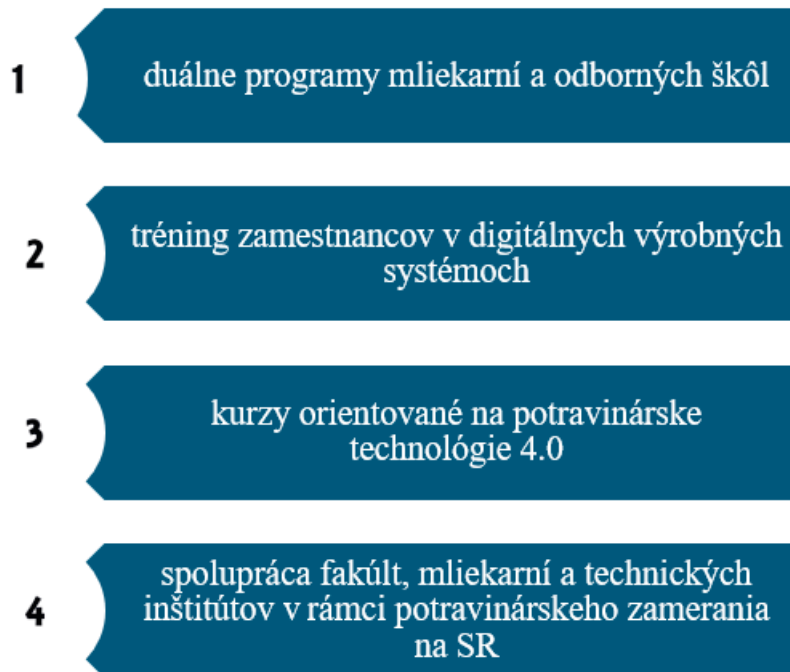 1
duálne programy mliekarní a odborných škôl
2
tréning zamestnancov v digitálnych výrobných
systémoch
3
kurzy orientované na potravinárske
technológie 4.0
4
spolupráca fakúlt, mliekarní a technických
inštitútov v rámci potravinárskeho zamerania
na SR